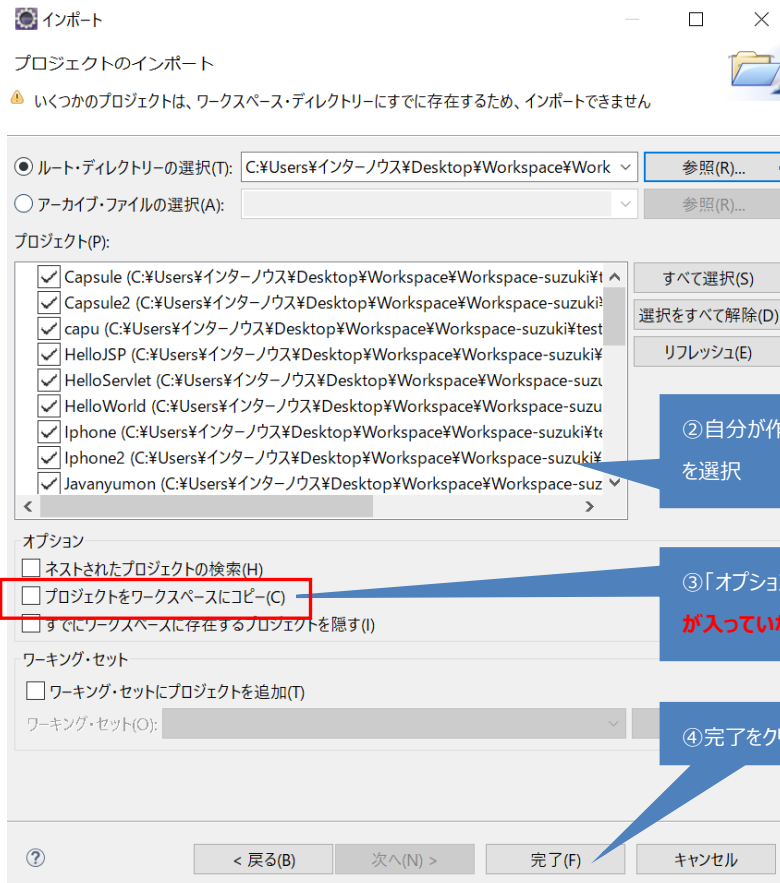 インポート
プロジェクトのインポート
いくつかのプロジェクトは、ワークスペース・ディレクトリーにすでに存在するため、インポートできません
ルート・ディレクトリーの選択(T): C:¥Users¥インターノウス¥Desktop¥Workspace¥Work 参照(R)...
アーカイブ・ファイルの選択(A): 参照(R)...
プロジェクト(P):
Capsule (C:¥Users¥インターノウス¥Desktop¥Workspace¥Workspace-suzuki¥t
Capsule2 (C:¥Users¥インターノウス¥Desktop¥Workspace¥Workspace-suzuki¥
capu (C:¥Users¥インターノウス¥Desktop¥Workspace¥Workspace-suzuki¥test
HelloJSP (C:¥Users¥インターノウス¥Desktop¥Workspace¥Workspace-suzuki¥
HelloServlet (C:¥Users¥インターノウス¥Desktop¥Workspace¥Workspace-suzu
HelloWorld (C:¥Users¥インターノウス¥Desktop¥Workspace¥Workspace-suzu
Iphone (C:¥Users¥インターノウス¥Desktop¥Workspace¥Workspace-suzuki¥te
Iphone2 (C:¥Users¥インターノウス¥Desktop¥Workspace¥Workspace-suzuki¥
Javanyumon (C:¥Users¥インターノウス¥Desktop¥Workspace¥Workspace-suz
すべて選択(S)
選択をすべて解除(D)
リフレッシュ(E)
②自分が作
を選択
オプション
ネストされたプロジェクトの検索(H)
プロジェクトをワークスペースにコピー(C)
すでにワークスペースに存在するプロジェクトを隠す(I)
③「オプショ
が入ってい
ワーキング・セット
ワーキング・セットにプロジェクトを追加(T)
ワーキング・セット(O):
④完了をク
< 戻る(B) 次へ(N) > 完了(F) キャンセル